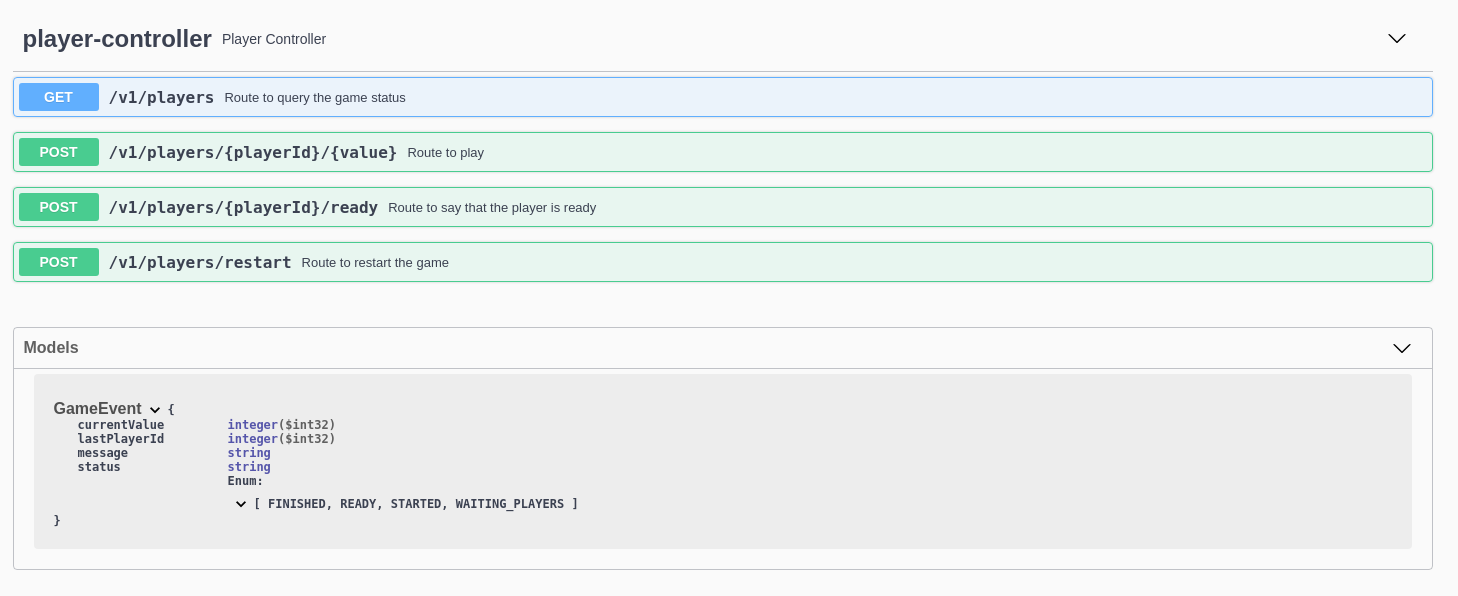 player-controller Player Controller
GET /v1/players Route to query the game status
POST /v1/players/{playerId}/{value} Route to play
POST /v1/players/{playerId}/ready Route to say that the player is ready
POST /v1/players/restart Route to restart the game
Models
GameEvent {
currentValue integer($int32)
lastPlayerId integer($int32)
message string
status string
Enum:
[ FINISHED, READY, STARTED, WAITING_PLAYERS ]
}